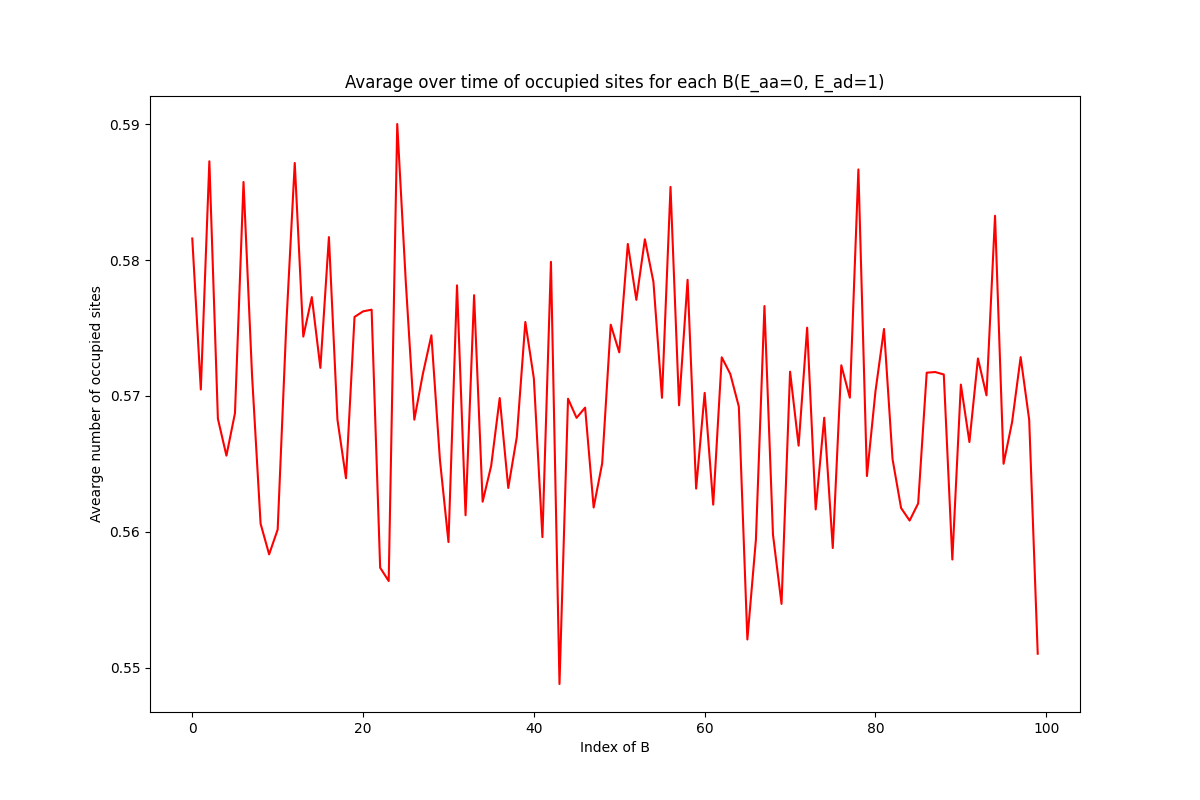 Avarage over time of occupied sites for each B(E_aa=0, E_ad=1)
Avearge number of occupied sites
0.59
0.58
0.57
0.56
0.55
0 20 40 60 80 100
Index of B